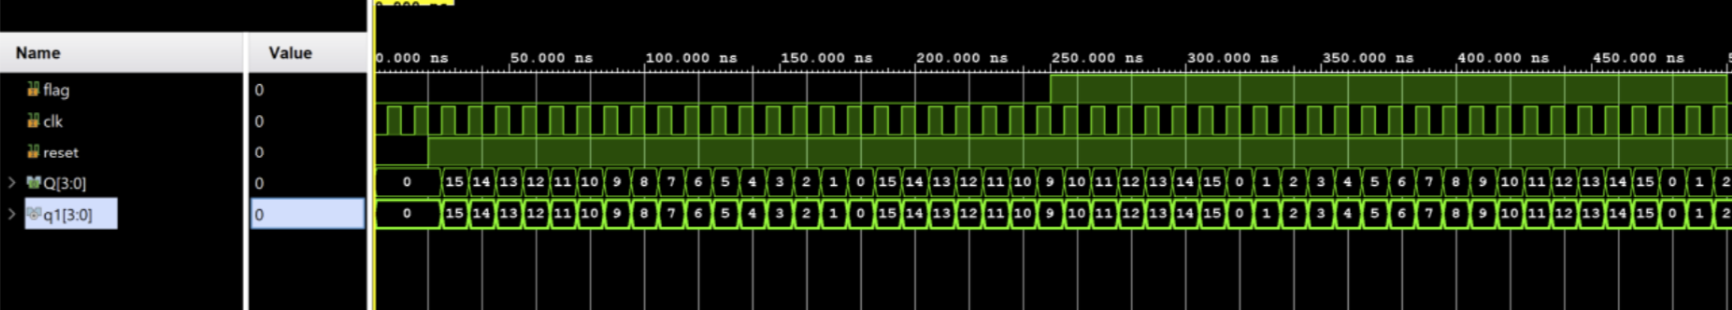 Name Value 0.000 ns 50.000 ns 100.000 ns 150.000 ns 200.000 ns 250.000 ns 300.000 ns 350.000 ns 400.000 ns 450.000 ns
flag 0
clk 0
reset 0
Q[3:0] 0 0 15 14 13 12 11 10 9 8 7 6 5 4 3 2 1 0 15 14 13 12 11 10 9 10 11 12 13 14 15 0 1 2 3 4 5 6 7 8 9 10 11 12 13 14 15 0 1 2
q1[3:0] 0 0 15 14 13 12 11 10 9 8 7 6 5 4 3 2 1 0 15 14 13 12 11 10 9 10 11 12 13 14 15 0 1 2 3 4 5 6 7 8 9 10 11 12 13 14 15 0 1 2